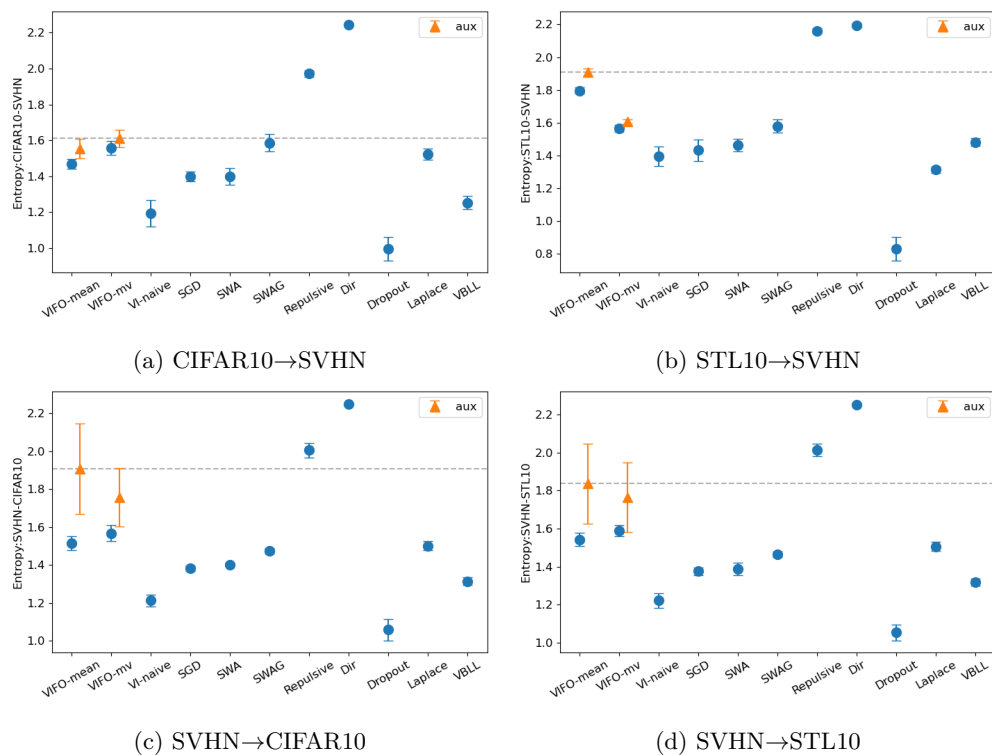 aux
Entropy:CIFAR10-SVHN
2.2
2.0
1.8
1.6
1.4
1.2
1.0
VIFO-mean
VIFO-mv
VI-naive
SGD
SWA
SWAG
Repulsive
Dir
Dropout
Laplace
VBLL
(a) CIFAR10→SVHN
aux
Entropy:STL10-SVHN
2.2
2.0
1.8
1.6
1.4
1.2
1.0
0.8
VIFO-mean
VIFO-mv
VI-naive
SGD
SWA
SWAG
Repulsive
Dir
Dropout
Laplace
VBLL
(b) STL10→SVHN
aux
Entropy:SVHN-CIFAR10
2.2
2.0
1.8
1.6
1.4
1.2
1.0
VIFO-mean
VIFO-mv
VI-naive
SGD
SWA
SWAG
Repulsive
Dir
Dropout
Laplace
VBLL
(c) SVHN→CIFAR10
aux
Entropy:SVHN-STL10
2.2
2.0
1.8
1.6
1.4
1.2
1.0
VIFO-mean
VIFO-mv
VI-naive
SGD
SWA
SWAG
Repulsive
Dir
Dropout
Laplace
VBLL
(d) SVHN→STL10